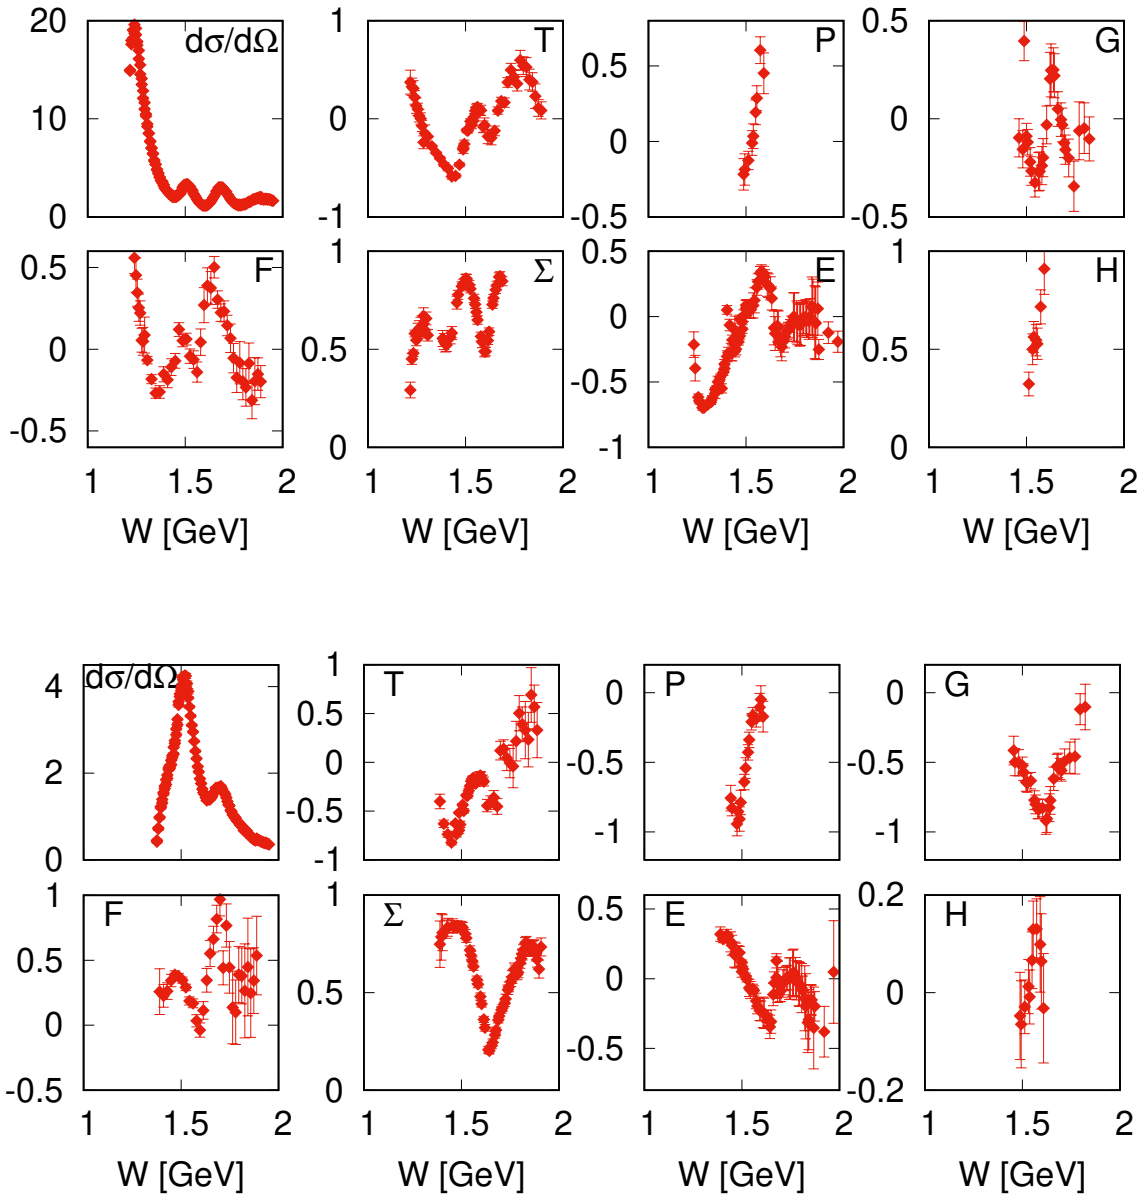 20 10 0 dσ/dΩ
1 0 -1 T
0.5 0 -0.5 P
0.5 0 -0.5 G
0.5 0 -0.5 F
1 0.5 0 Σ
0.5 0 -0.5 -1 E
1 0.5 0 H
1 1.5 2 1 1.5 2 1 1.5 2 1 1.5 2
W [GeV] W [GeV] W [GeV] W [GeV]
4 2 0 dσ/dΩ
1 0.5 0 -0.5 -1 T
0 -0.5 -1 P
0 -0.5 -1 G
1 0.5 0 -0.5 F
1 0.5 0 Σ
0.5 0 -0.5 E
0.2 0 -0.2 H
1 1.5 2 1 1.5 2 1 1.5 2 1 1.5 2
W [GeV] W [GeV] W [GeV] W [GeV]